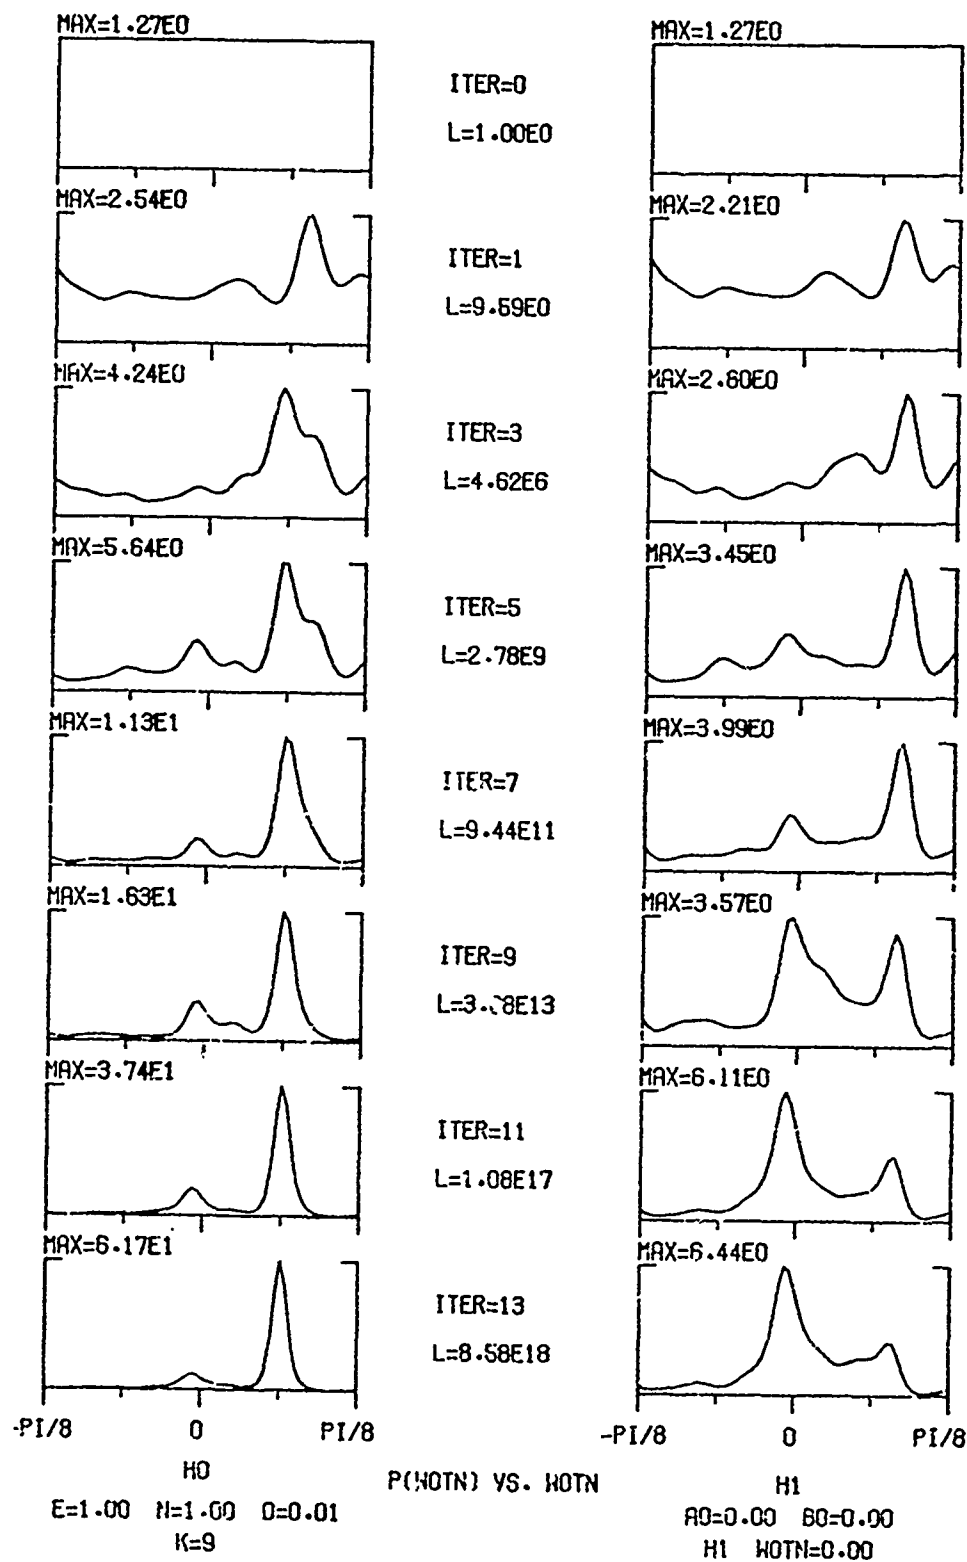 MAX=1.27E0
MAX=1.27E0
ITER=0
L=1.00E0
MAX=2.54E0
MAX=2.21E0
ITER=1
L=9.69E0
MAX=4.24E0
MAX=2.60E0
ITER=3
L=4.62E6
MAX=5.64E0
MAX=3.45E0
ITER=5
L=2.78E9
MAX=1.13E1
MAX=3.99E0
ITER=7
L=9.44E11
MAX=1.63E1
MAX=3.57E0
ITER=9
MAX=3.74E1
MAX=6.11E0
ITER=11
L=1.08E17
MAX=6.17E1
MAX=6.44E0
ITER=13
L=8.58E18
-PI/8 0 PI/8
-PI/8 0 PI/8
H0
P(WOTN) VS. WOTN
H1
E=1.00 N=1.00 D=0.01
K=9
A0=0.00 B0=0.00
H1 WOTN=0.00